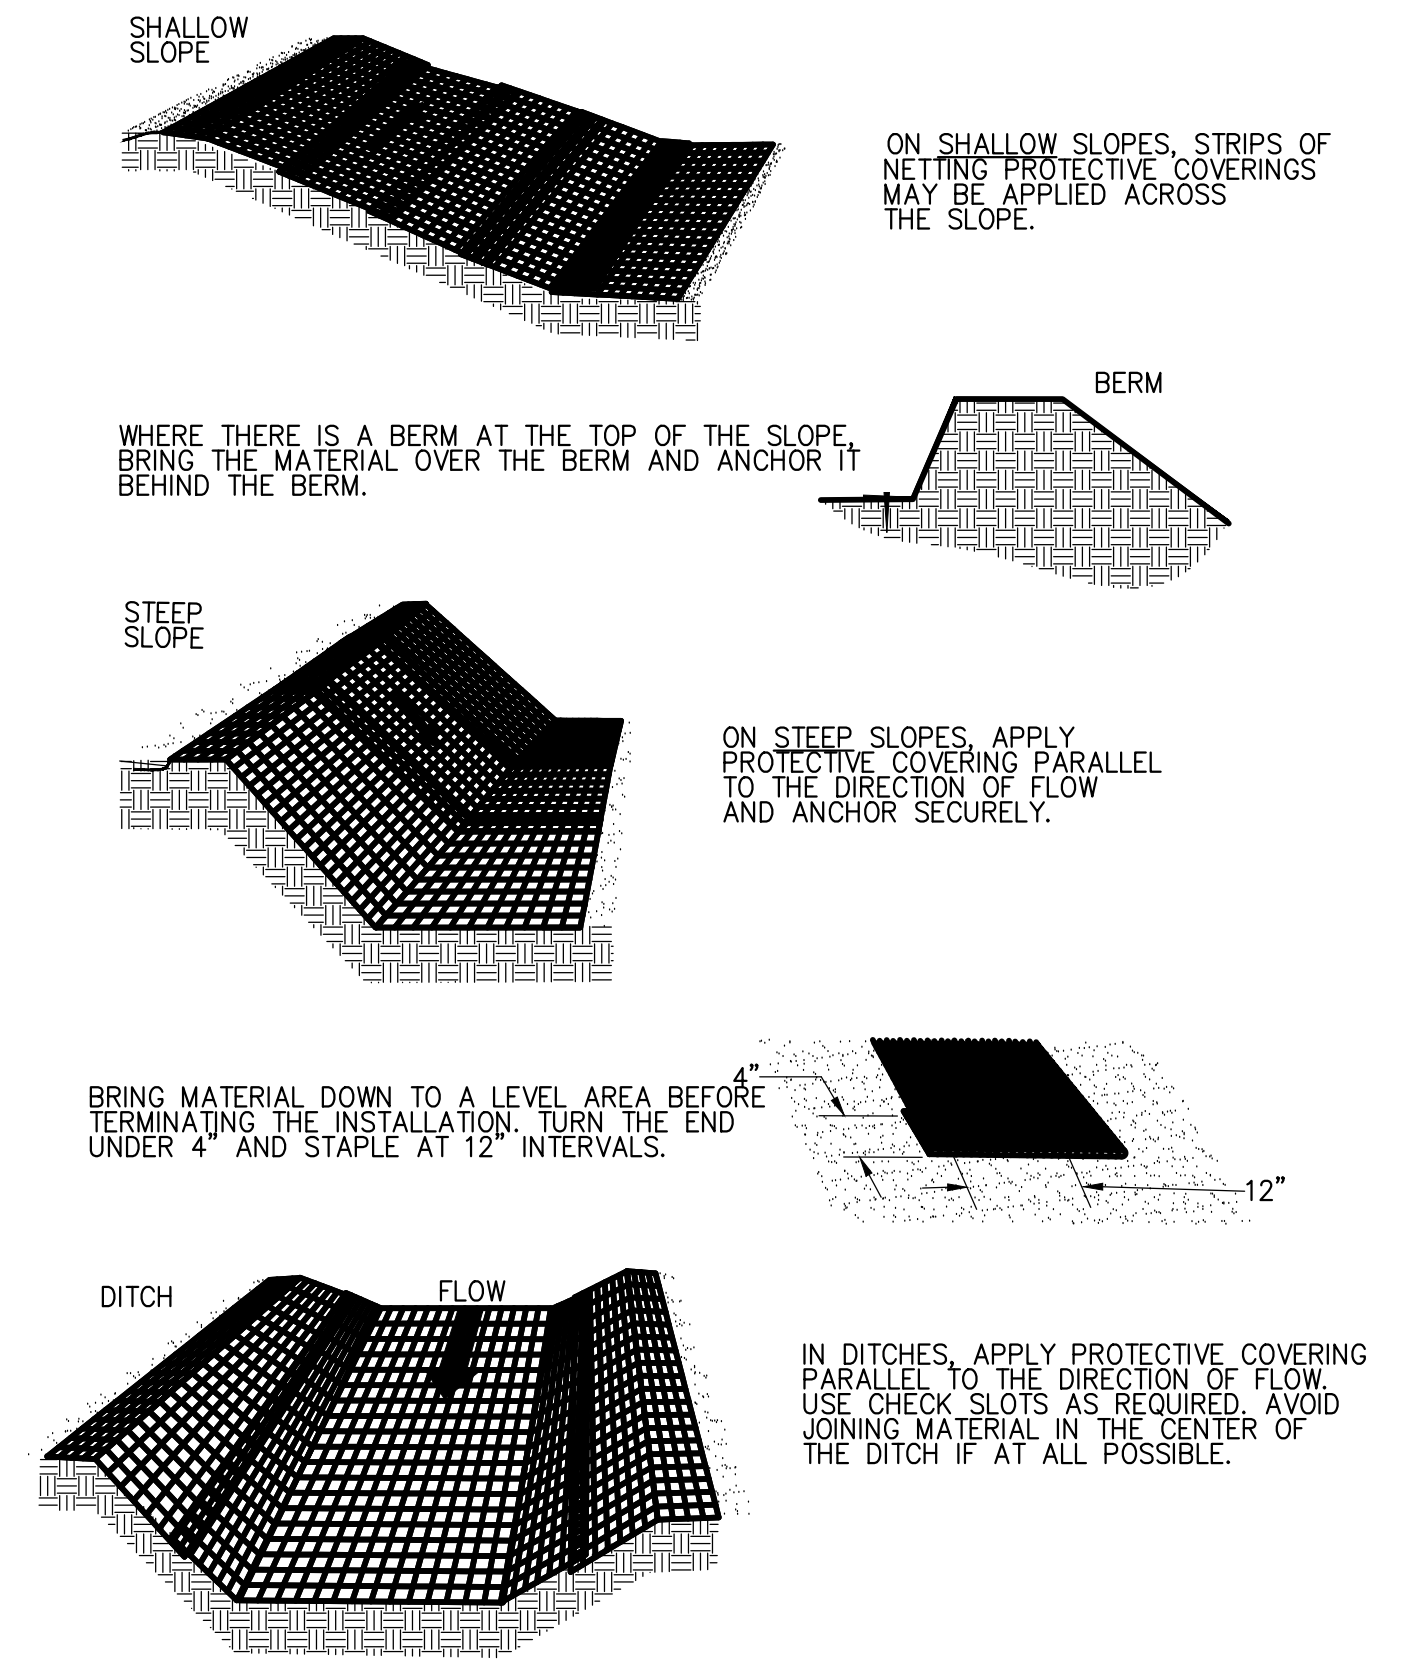 SHALLOW
SLOPE
ON SHALLOW SLOPES, STRIPS OF
NETTING PROTECTIVE COVERINGS
MAY BE APPLIED ACROSS
THE SLOPE.
BERM
WHERE THERE IS A BERM AT THE TOP OF THE SLOPE,
BRING THE MATERIAL OVER THE BERM AND ANCHOR IT
BEHIND THE BERM.
STEEP
SLOPE
ON STEEP SLOPES, APPLY
PROTECTIVE COVERING PARALLEL
TO THE DIRECTION OF FLOW
AND ANCHOR SECURELY.
4"
BRING MATERIAL DOWN TO A LEVEL AREA BEFORE
TERMINATING THE INSTALLATION. TURN THE END
UNDER 4" AND STAPLE AT 12" INTERVALS.
12"
DITCH
FLOW
IN DITCHES, APPLY PROTECTIVE COVERING
PARALLEL TO THE DIRECTION OF FLOW.
USE CHECK SLOTS AS REQUIRED. AVOID
JOINING MATERIAL IN THE CENTER OF
THE DITCH IF AT ALL POSSIBLE.